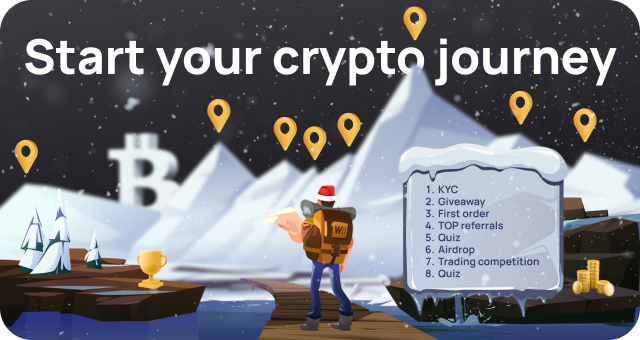 Start your crypto journey
1. KYC
2. Giveaway
3. First order
4. TOP referrals
5. Quiz
6. Airdrop
7. Trading competition
8. Quiz